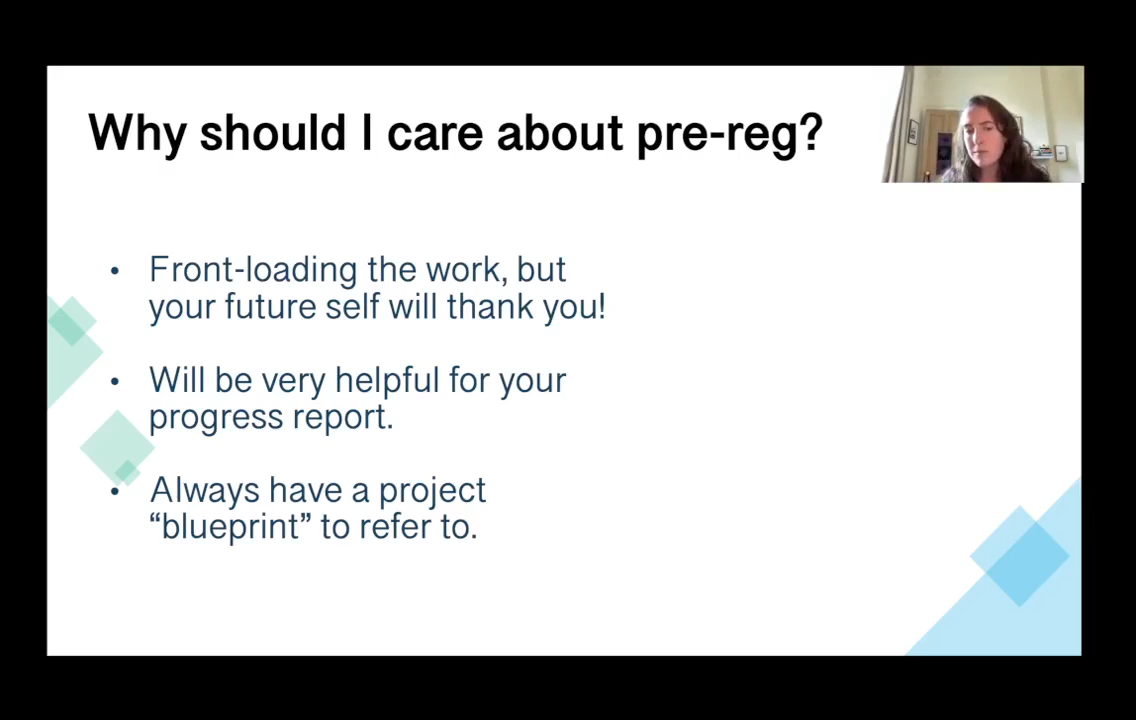 Why should I care about pre-reg?
• Front-loading the work, but
your future self will thank you!
• Will be very helpful for your
progress report.
• Always have a project
“blueprint” to refer to.